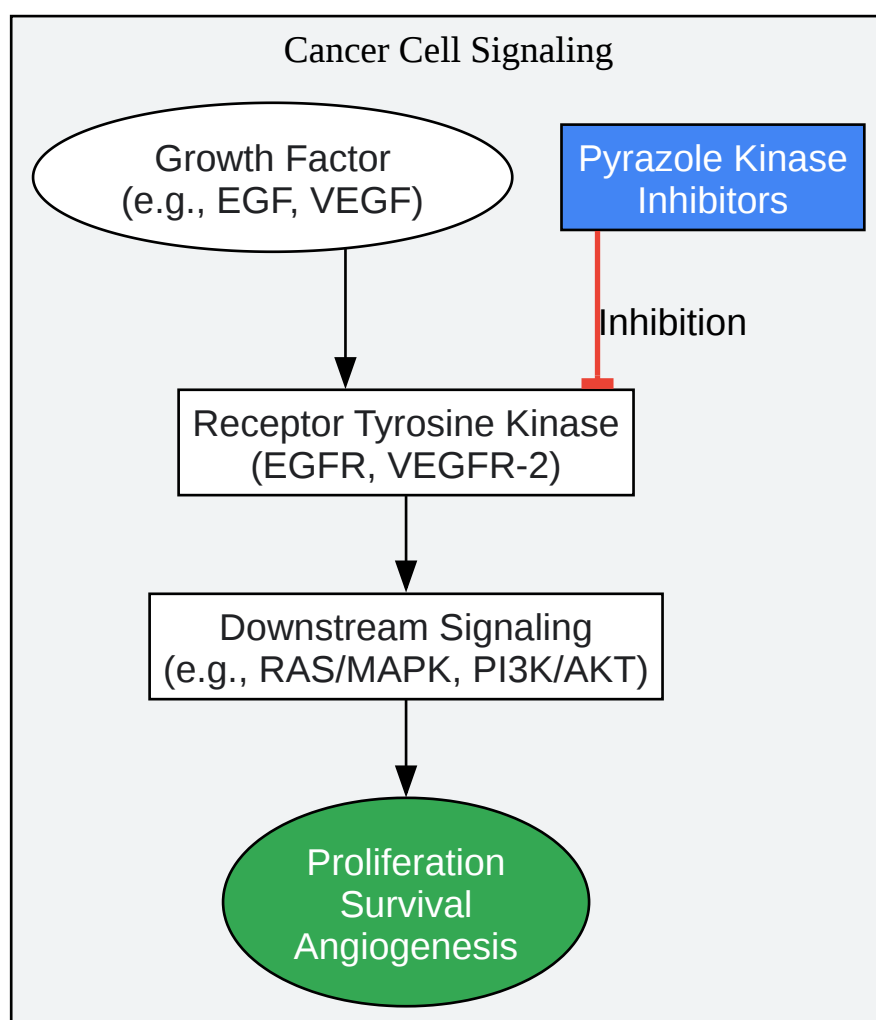 Cancer Cell Signaling
Growth Factor
(e.g., EGF, VEGF)
Pyrazole Kinase
Inhibitors
Inhibition
Receptor Tyrosine Kinase
(EGFR, VEGFR-2)
Downstream Signaling
(e.g., RAS/MAPK, PI3K/AKT)
Proliferation
Survival
Angiogenesis